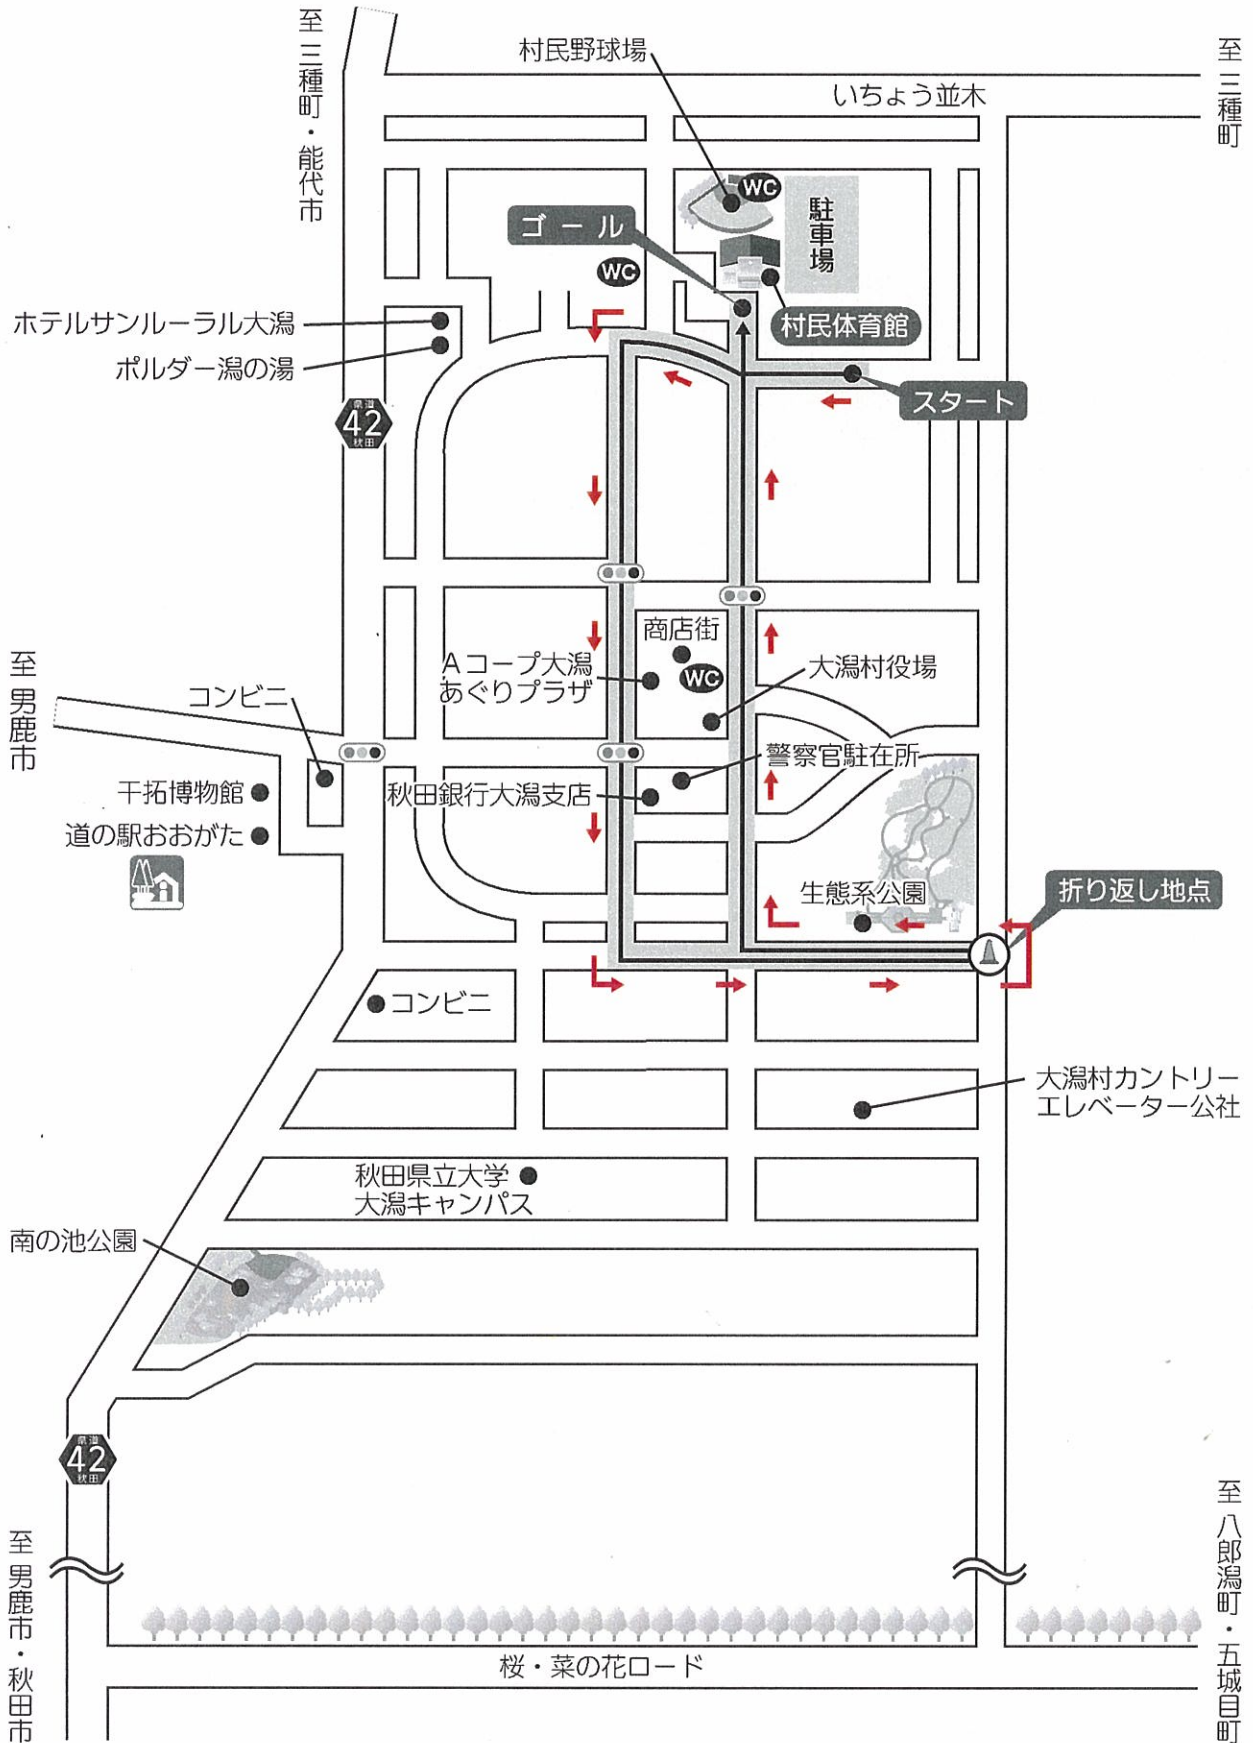 至 三種町・能代市
村民野球場
いちょう並木
至 三種町
WC
駐車場
ゴール
WC
村民体育館
ホテルサンルーラル大潟
ポルダー潟の湯
スタート
県道
42
秋田
商店街
Aコープ大潟
あぐりプラザ
WC
大潟村役場
至 男鹿市
コンビニ
警察官駐在所
干拓博物館
秋田銀行大潟支店
道の駅おおがた
生態系公園
折り返し地点
コンビニ
大潟村カントリー
エレベーター公社
秋田県立大学
大潟キャンパス
南の池公園
県道
42
秋田
至 男鹿市・秋田市
至 八郎潟町・五城目町
桜・菜の花ロード